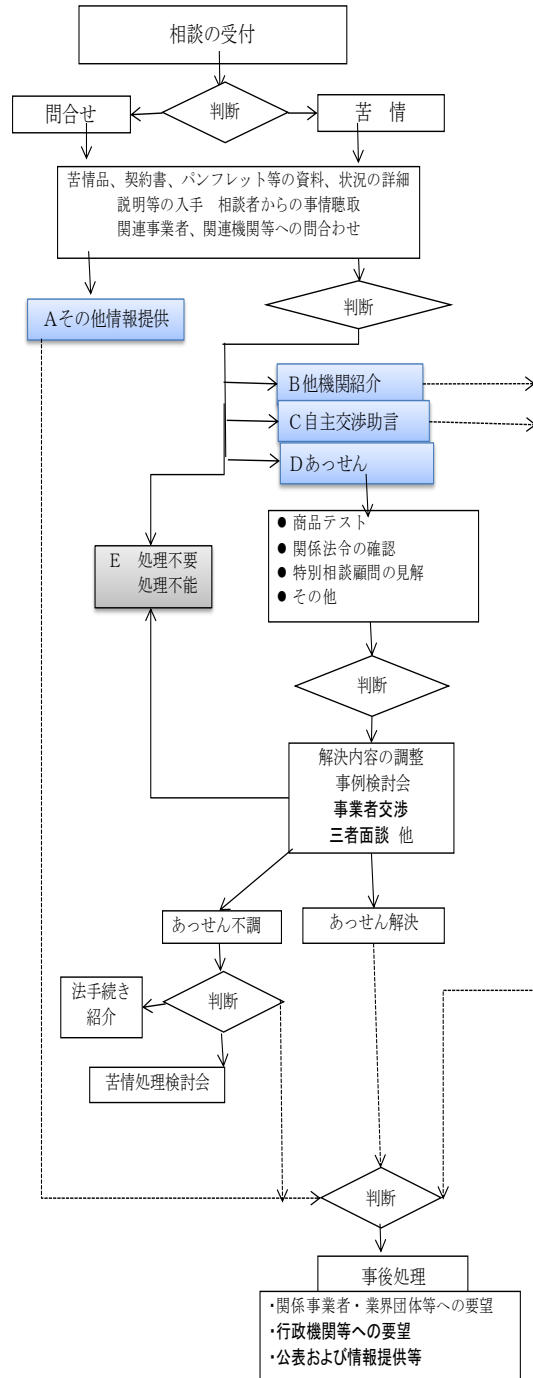 相談の受付
判断
問合せ
苦　情
苦情品、契約書、パンフレット等の資料、状況の詳細
説明等の入手　相談者からの事情聴取
関連事業者、関連機関等への問合わせ
Aその他情報提供
判断
B他機関紹介
C自主交渉助言
Dあっせん
E　処理不要
処理不能
● 商品テスト
● 関係法令の確認
● 特別相談顧問の見解
● その他
判断
解決内容の調整
事例検討会
事業者交渉
三者面談 他
あっせん不調
あっせん解決
法手続き
紹介
判断
苦情処理検討会
判断
事後処理
・関係事業者・業界団体等への要望
・行政機関等への要望
・公表および情報提供等